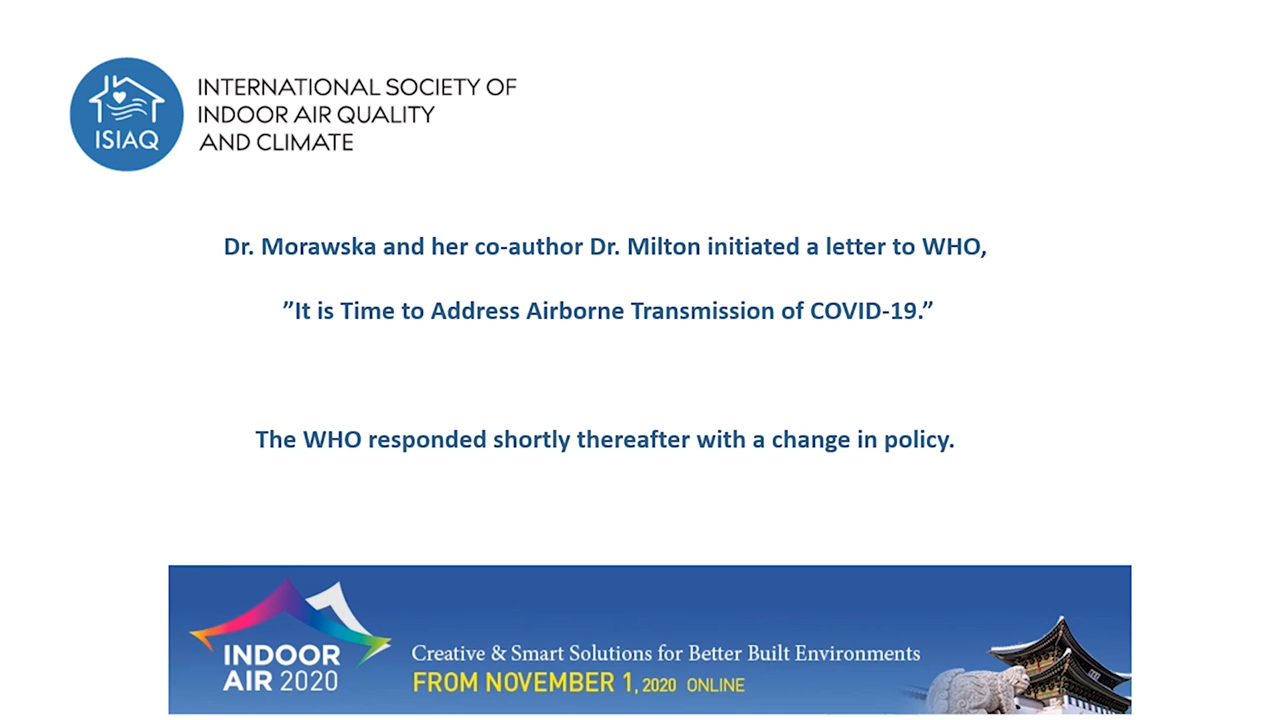 ISIAQ
INTERNATIONAL SOCIETY OF
INDOOR AIR QUALITY
AND CLIMATE
Dr. Morawska and her co-author Dr. Milton initiated a letter to WHO,
”It is Time to Address Airborne Transmission of COVID-19.”
The WHO responded shortly thereafter with a change in policy.
INDOOR
AIR 2020
Creative & Smart Solutions for Better Built Environments
FROM NOVEMBER 1, 2020 ONLINE